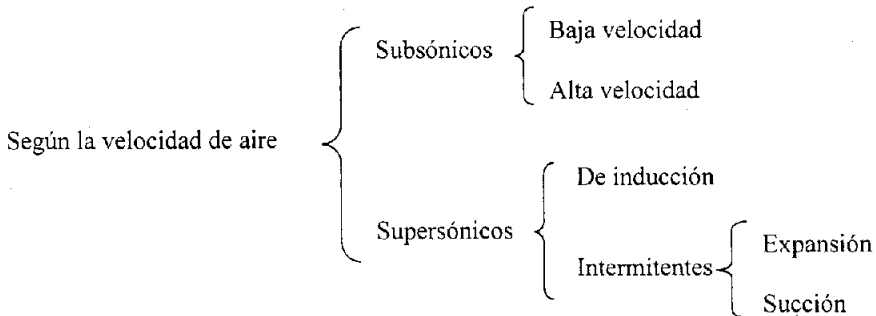 Según la velocidad de aire
Subsónicos
Baja velocidad
Alta velocidad
Supersónicos
De inducción
Intermitentes
Expansión
Succión